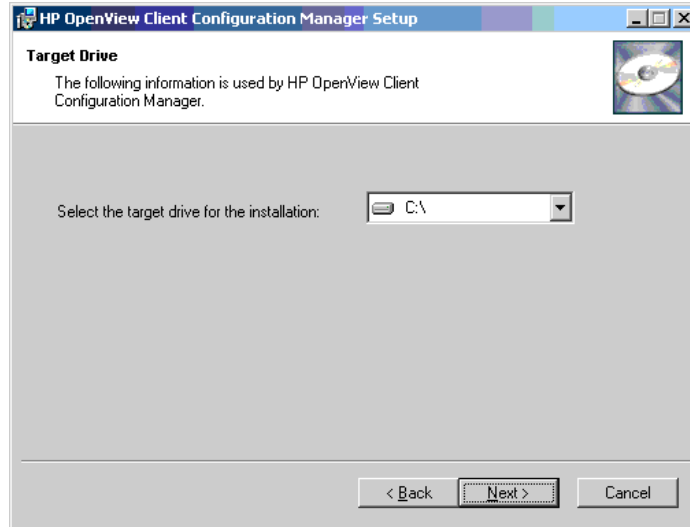 HP OpenView Client Configuration Manager Setup
Target Drive
The following information is used by HP OpenView Client
Configuration Manager.
Select the target drive for the installation:
C:\
< Back
Next >
Cancel